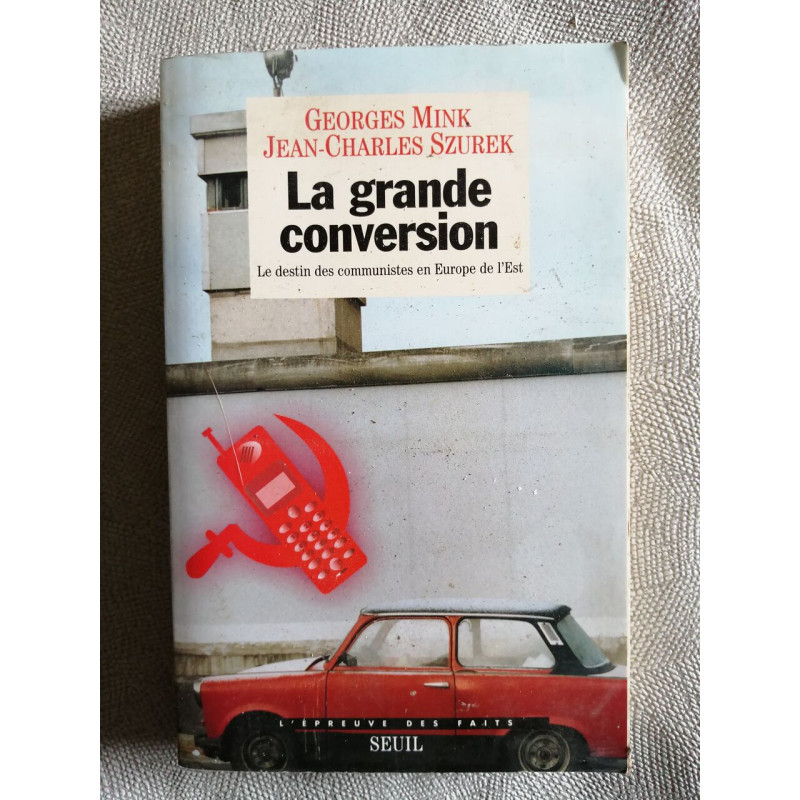 GEORGES MINK
JEAN-CHARLES SZUREK
La grande
conversion
Le destin des communistes en Europe de l'Est
L'ÉPREUVE DES FAITS
SEUIL